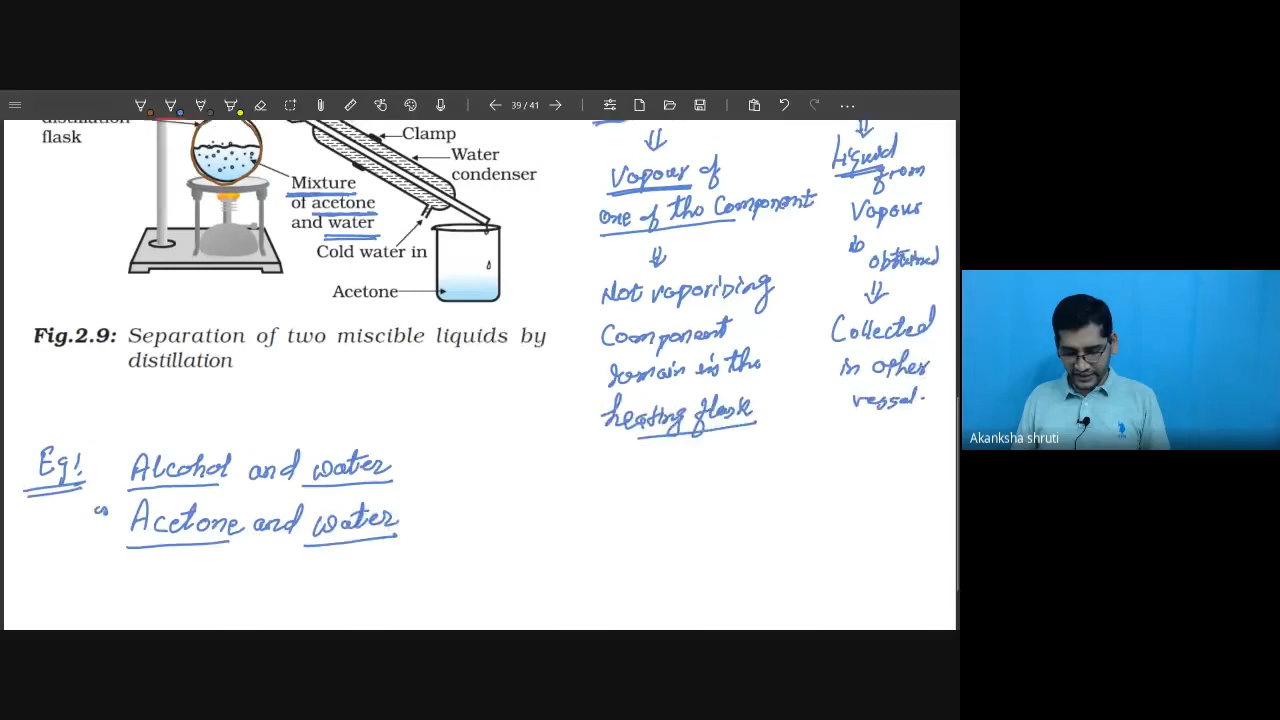 39 / 41
distillation
flask
Clamp
Water
condenser
Mixture
of acetone
and water
Cold water in
Acetone
Fig.2.9: Separation of two miscible liquids by
distillation
Eg!
Alcohol and water
Acetone and water
Vapour of
one of the Component
Not vaporising
Component
in the
heating flask
Liquid
from
Vapour
is
obtained
Collected
in other
vessel.
Akanksha shruti